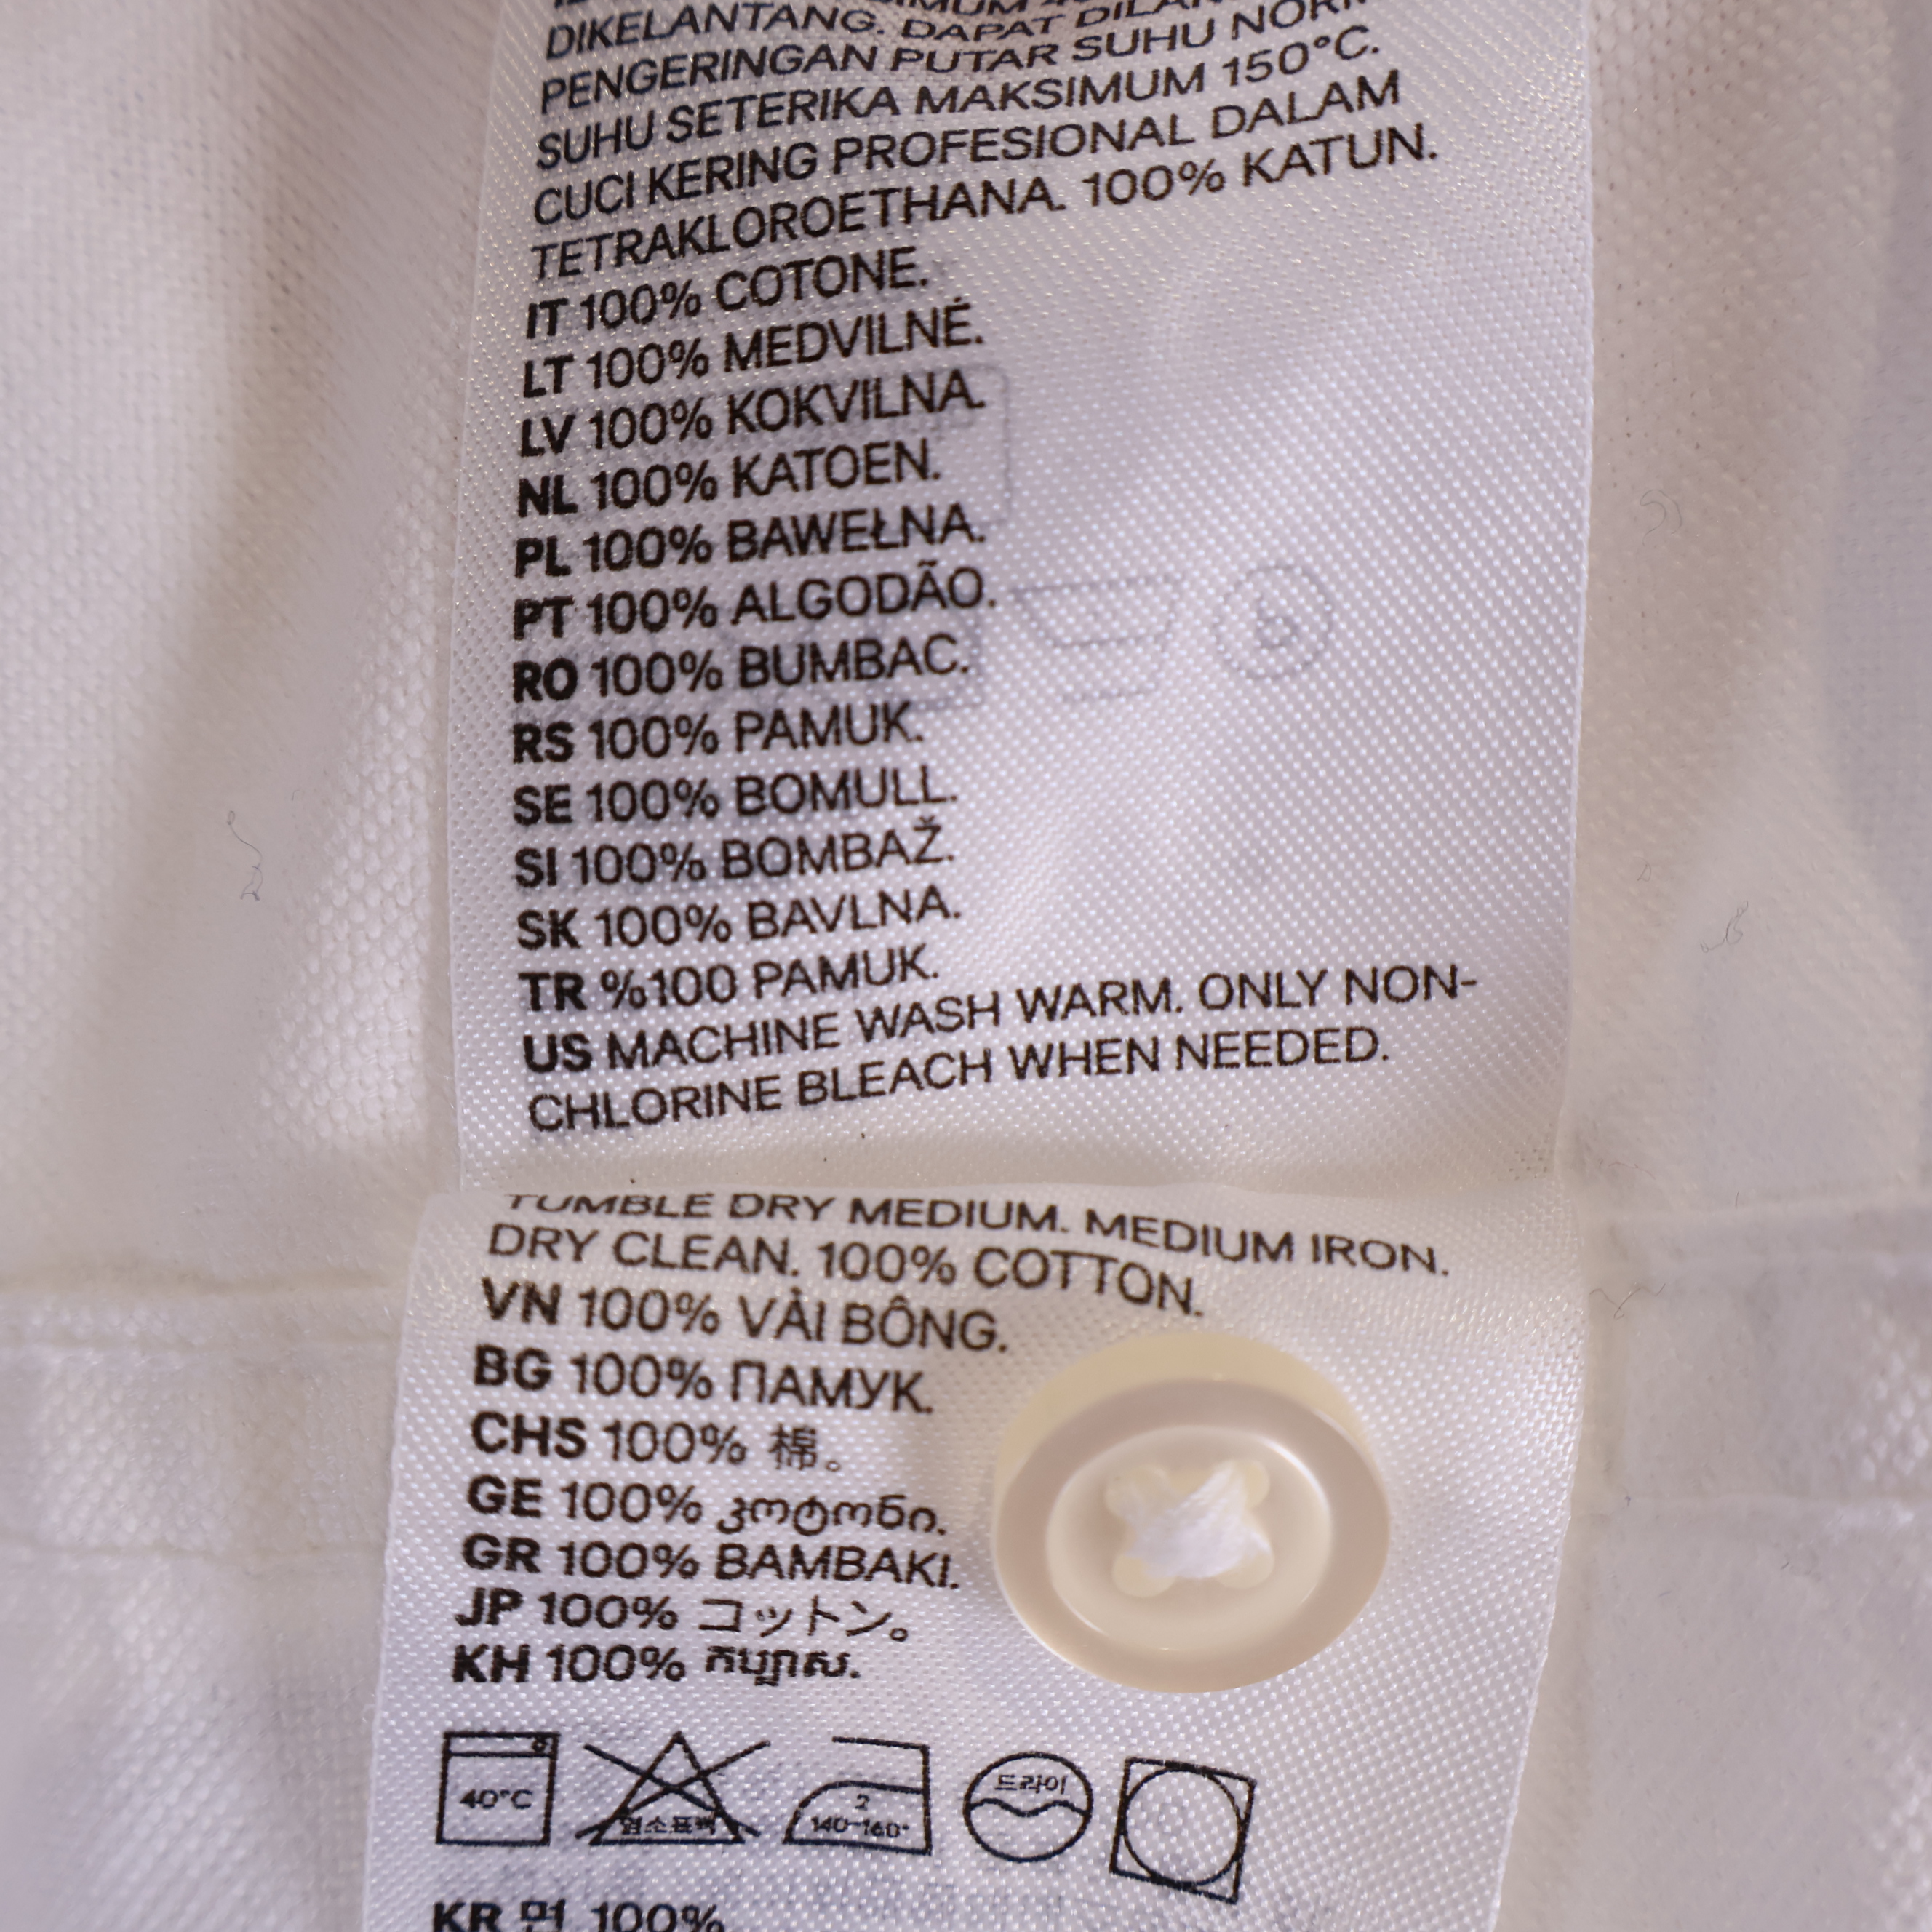 DIKELANTANG. DAPAT
PENGERINGAN PUTAR SUHU
SUHU SETERIKA MAKSIMUM 150°C.
CUCI KERING PROFESIONAL DALAM
TETRAKLOROETHANA. 100% KATUN.
IT 100% COTONE.
LT 100% MEDVILNĖ.
LV 100% KOKVILNA.
NL 100% KATOEN.
PL 100% BAWEŁNA.
PT 100% ALGODÃO.
RO 100% BUMBAC.
RS 100% PAMUK.
SE 100% BOMULL.
SI 100% BOMBAŽ.
SK 100% BAVLNA.
TR %100 PAMUK.
US MACHINE WASH WARM. ONLY NON-
CHLORINE BLEACH WHEN NEEDED.
TUMBLE DRY MEDIUM. MEDIUM IRON.
DRY CLEAN. 100% COTTON.
VN 100% VẢI BÔNG.
BG 100% ПАМУК.
CHS 100% 棉。
GE 100% კოტონი.
GR 100% ΒΑΜΒΑΚΙ.
JP 100% コットン。
KH 100% កប្បាស.
40°C 염소표백 2 140~160° 드라이
KR 면 100%